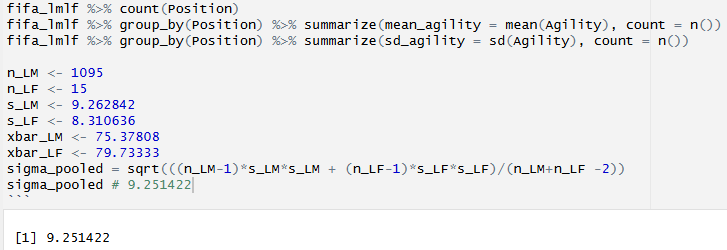 fifa_lmlf %>% count(Position)
fifa_lmlf %>% group_by(Position) %>% summarize(mean_agility = mean(Agility), count = n())
fifa_lmlf %>% group_by(Position) %>% summarize(sd_agility = sd(Agility), count = n())
n_LM <- 1095
n_LF <- 15
s_LM <- 9.262842
s_LF <- 8.310636
xbar_LM <- 75.37808
xbar_LF <- 79.73333
sigma_pooled = sqrt(((n_LM-1)*s_LM*s_LM + (n_LF-1)*s_LF*s_LF)/(n_LM+n_LF -2))
sigma_pooled # 9.251422
```
[1] 9.251422